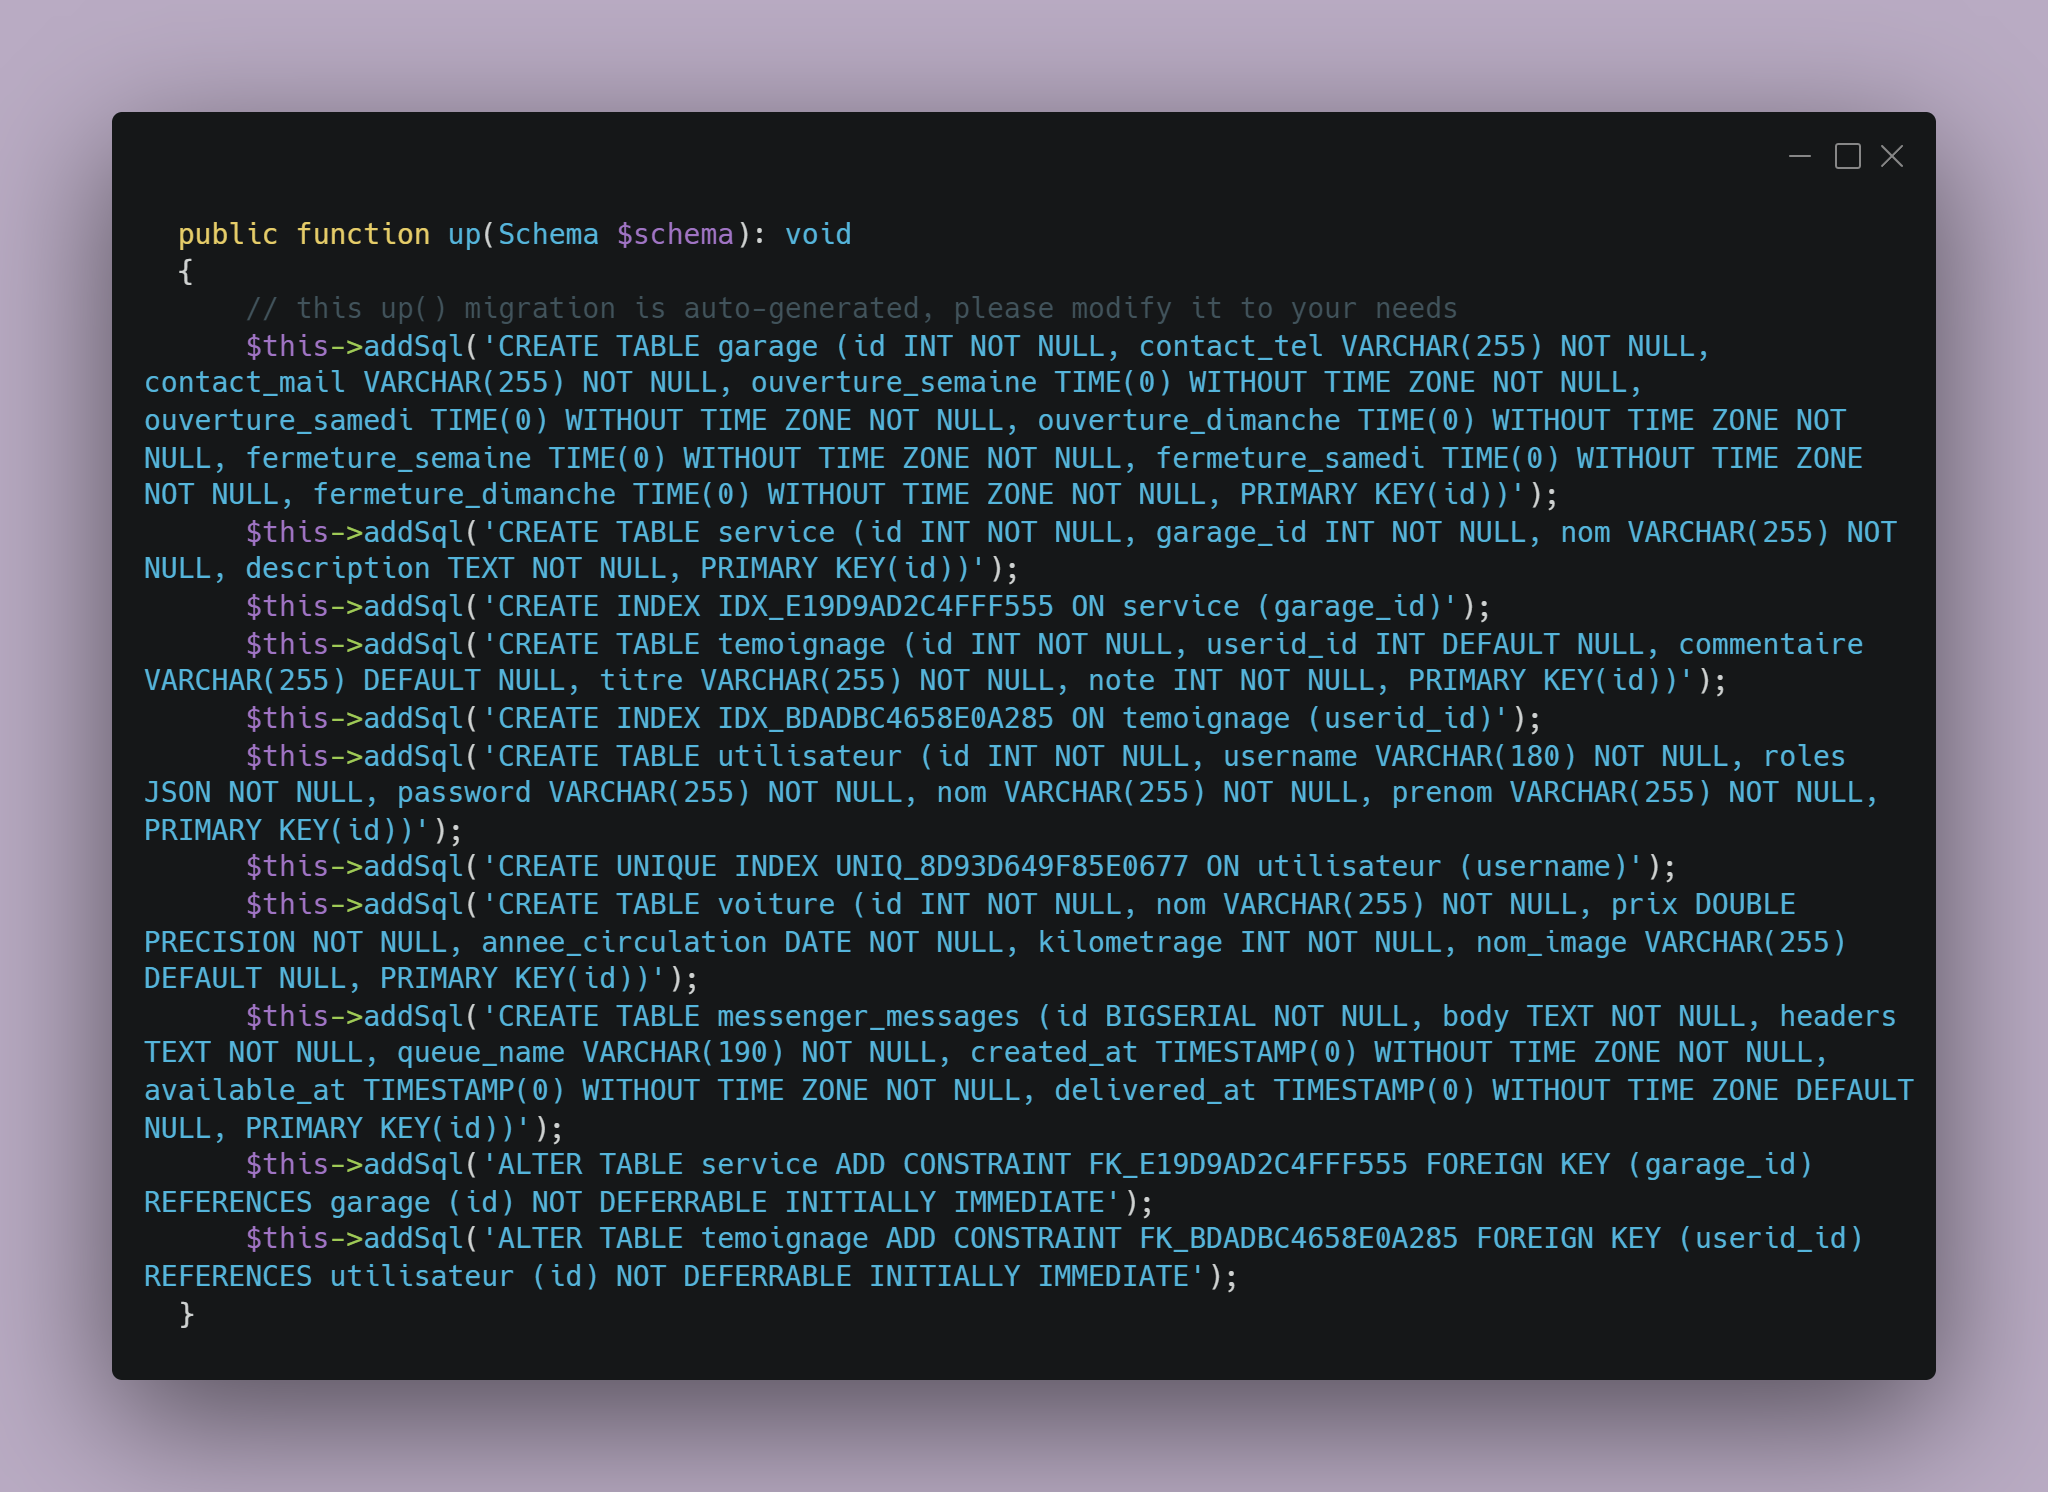 public function up(Schema $schema): void
{
// this up() migration is auto-generated, please modify it to your needs
$this->addSql('CREATE TABLE garage (id INT NOT NULL, contact_tel VARCHAR(255) NOT NULL,
contact_mail VARCHAR(255) NOT NULL, ouverture_semaine TIME(0) WITHOUT TIME ZONE NOT NULL,
ouverture_samedi TIME(0) WITHOUT TIME ZONE NOT NULL, ouverture_dimanche TIME(0) WITHOUT TIME ZONE NOT
NULL, fermeture_semaine TIME(0) WITHOUT TIME ZONE NOT NULL, fermeture_samedi TIME(0) WITHOUT TIME ZONE
NOT NULL, fermeture_dimanche TIME(0) WITHOUT TIME ZONE NOT NULL, PRIMARY KEY(id))');
$this->addSql('CREATE TABLE service (id INT NOT NULL, garage_id INT NOT NULL, nom VARCHAR(255) NOT
NULL, description TEXT NOT NULL, PRIMARY KEY(id))');
$this->addSql('CREATE INDEX IDX_E19D9AD2C4FFF555 ON service (garage_id)');
$this->addSql('CREATE TABLE temoignage (id INT NOT NULL, userid_id INT DEFAULT NULL, commentaire
VARCHAR(255) DEFAULT NULL, titre VARCHAR(255) NOT NULL, note INT NOT NULL, PRIMARY KEY(id))');
$this->addSql('CREATE INDEX IDX_BDADBC4658E0A285 ON temoignage (userid_id)');
$this->addSql('CREATE TABLE utilisateur (id INT NOT NULL, username VARCHAR(180) NOT NULL, roles
JSON NOT NULL, password VARCHAR(255) NOT NULL, nom VARCHAR(255) NOT NULL, prenom VARCHAR(255) NOT NULL,
PRIMARY KEY(id))');
$this->addSql('CREATE UNIQUE INDEX UNIQ_8D93D649F85E0677 ON utilisateur (username)');
$this->addSql('CREATE TABLE voiture (id INT NOT NULL, nom VARCHAR(255) NOT NULL, prix DOUBLE
PRECISION NOT NULL, annee_circulation DATE NOT NULL, kilometrage INT NOT NULL, nom_image VARCHAR(255)
DEFAULT NULL, PRIMARY KEY(id))');
$this->addSql('CREATE TABLE messenger_messages (id BIGSERIAL NOT NULL, body TEXT NOT NULL, headers
TEXT NOT NULL, queue_name VARCHAR(190) NOT NULL, created_at TIMESTAMP(0) WITHOUT TIME ZONE NOT NULL,
available_at TIMESTAMP(0) WITHOUT TIME ZONE NOT NULL, delivered_at TIMESTAMP(0) WITHOUT TIME ZONE DEFAULT
NULL, PRIMARY KEY(id))');
$this->addSql('ALTER TABLE service ADD CONSTRAINT FK_E19D9AD2C4FFF555 FOREIGN KEY (garage_id)
REFERENCES garage (id) NOT DEFERRABLE INITIALLY IMMEDIATE');
$this->addSql('ALTER TABLE temoignage ADD CONSTRAINT FK_BDADBC4658E0A285 FOREIGN KEY (userid_id)
REFERENCES utilisateur (id) NOT DEFERRABLE INITIALLY IMMEDIATE');
}